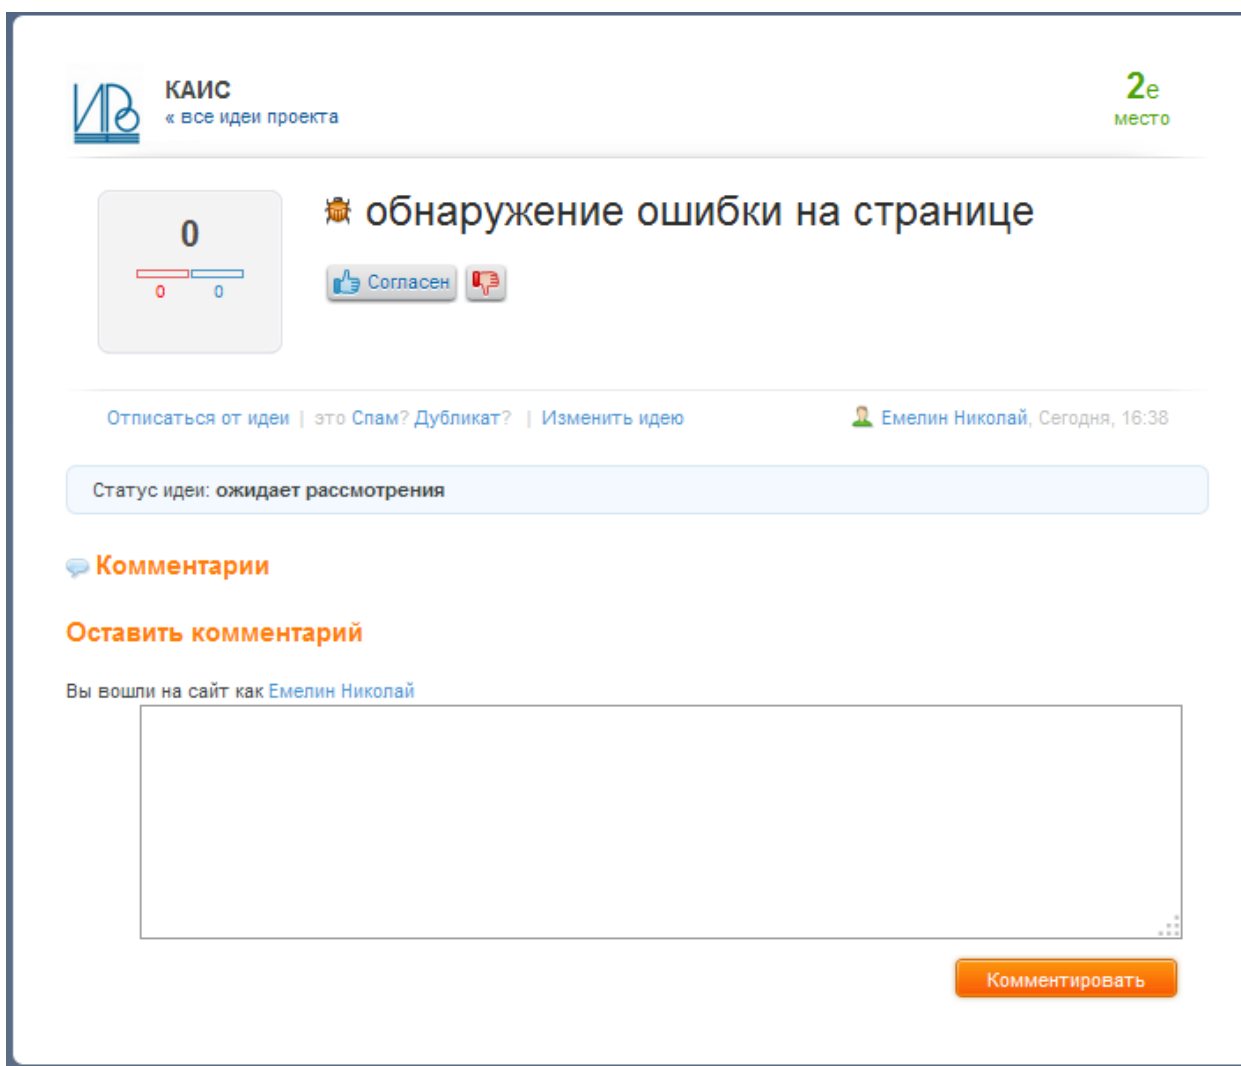 ИРЭ
КАИС
« все идеи проекта
2е
место
0
0 0
обнаружение ошибки на странице
Согласен
Отписаться от идеи | это Спам? Дубликат? | Изменить идею
Емелин Николай, Сегодня, 16:38
Статус идеи: ожидает рассмотрения
Комментарии
Оставить комментарий
Вы вошли на сайт как Емелин Николай
Комментировать